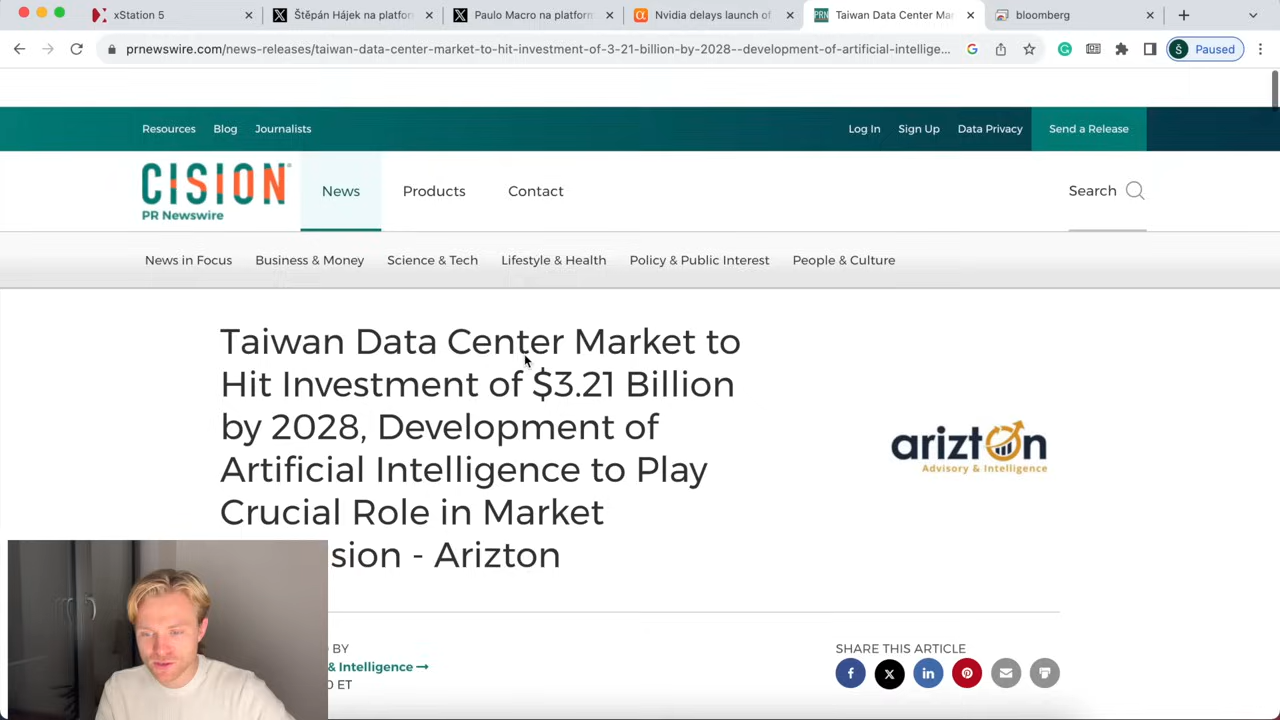 xStation 5
Štěpán Hájek na platfor
Paulo Macro na platform
Nvidia delays launch of
Taiwan Data Center Mar
bloomberg
prnewswire.com/news-releases/taiwan-data-center-market-to-hit-investment-of-3-21-billion-by-2028--development-of-artificial-intellige...
Š Paused
Resources Blog Journalists
Log In Sign Up Data Privacy Send a Release
CISION
PR Newswire
News Products Contact
Search
News in Focus Business & Money Science & Tech Lifestyle & Health Policy & Public Interest People & Culture
Taiwan Data Center Market to
Hit Investment of $3.21 Billion
by 2028, Development of
Artificial Intelligence to Play
Crucial Role in Market
sion - Arizton
arizton
Advisory & Intelligence
BY
& Intelligence
ET
SHARE THIS ARTICLE